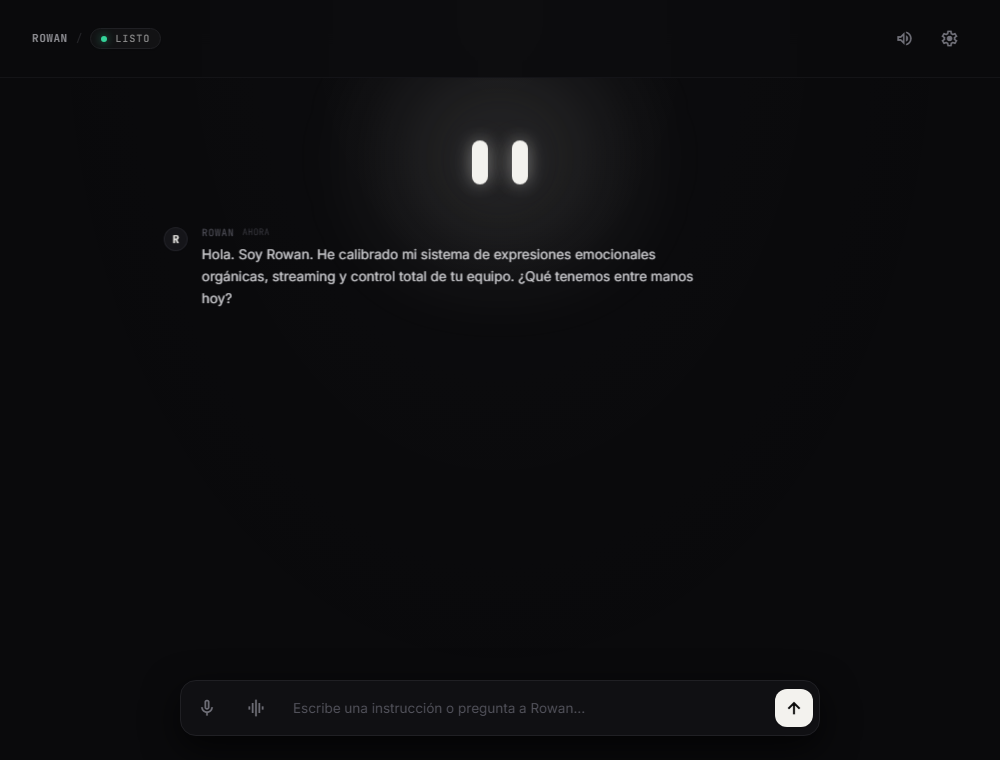 ROWAN / LISTO
R
ROWAN AHORA
Hola. Soy Rowan. He calibrado mi sistema de expresiones emocionales
orgánicas, streaming y control total de tu equipo. ¿Qué tenemos entre manos
hoy?
Escribe una instrucción o pregunta a Rowan...